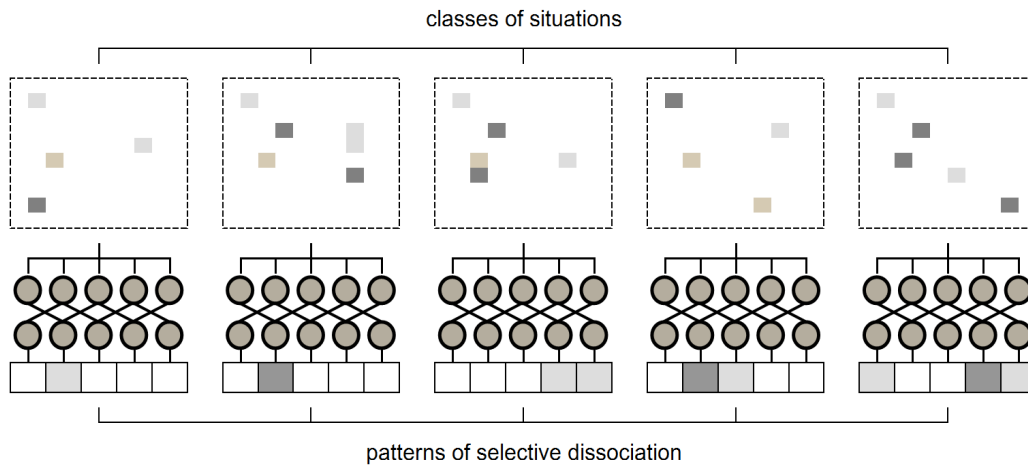 classes of situations
patterns of selective dissociation